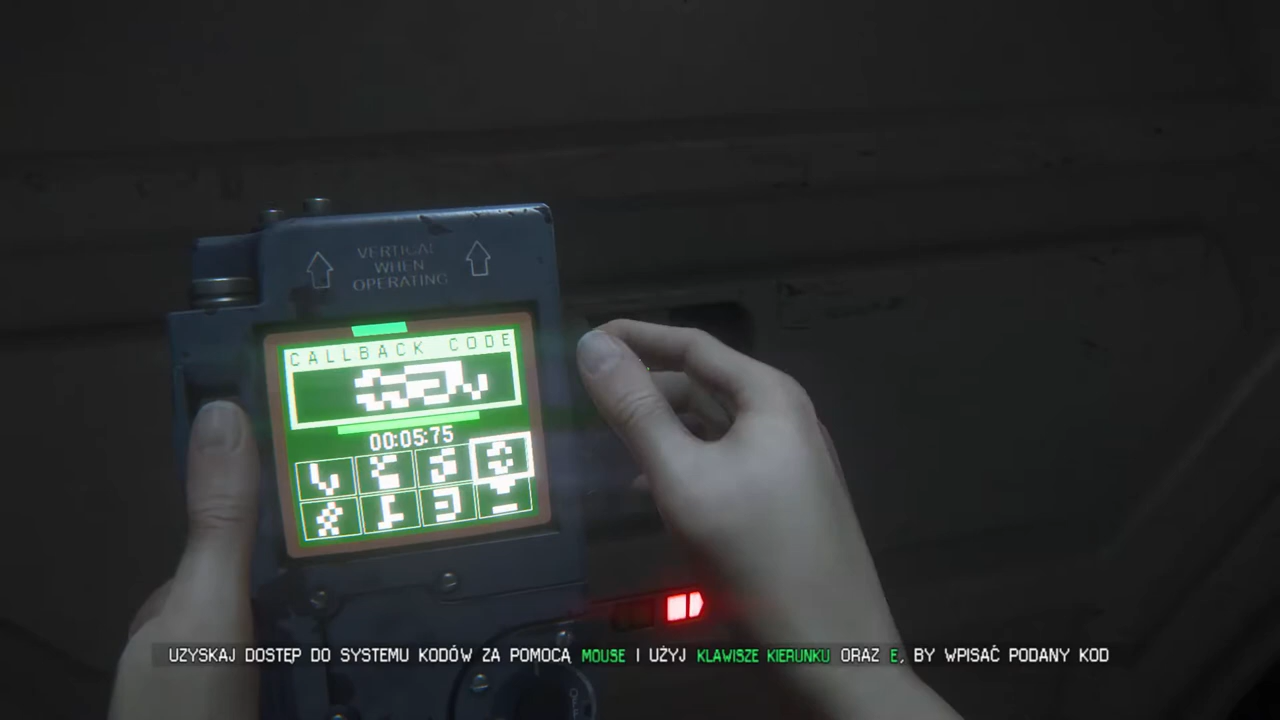 VERTICAL
WHEN
OPERATING
CALLBACK CODE
00:05:75
UZYSKAJ DOSTĘP DO SYSTEMU KODÓW ZA POMOCĄ MOUSE I UŻYJ KLAWISZE KIERUNKU ORAZ E, BY WPISAĆ PODANY KOD